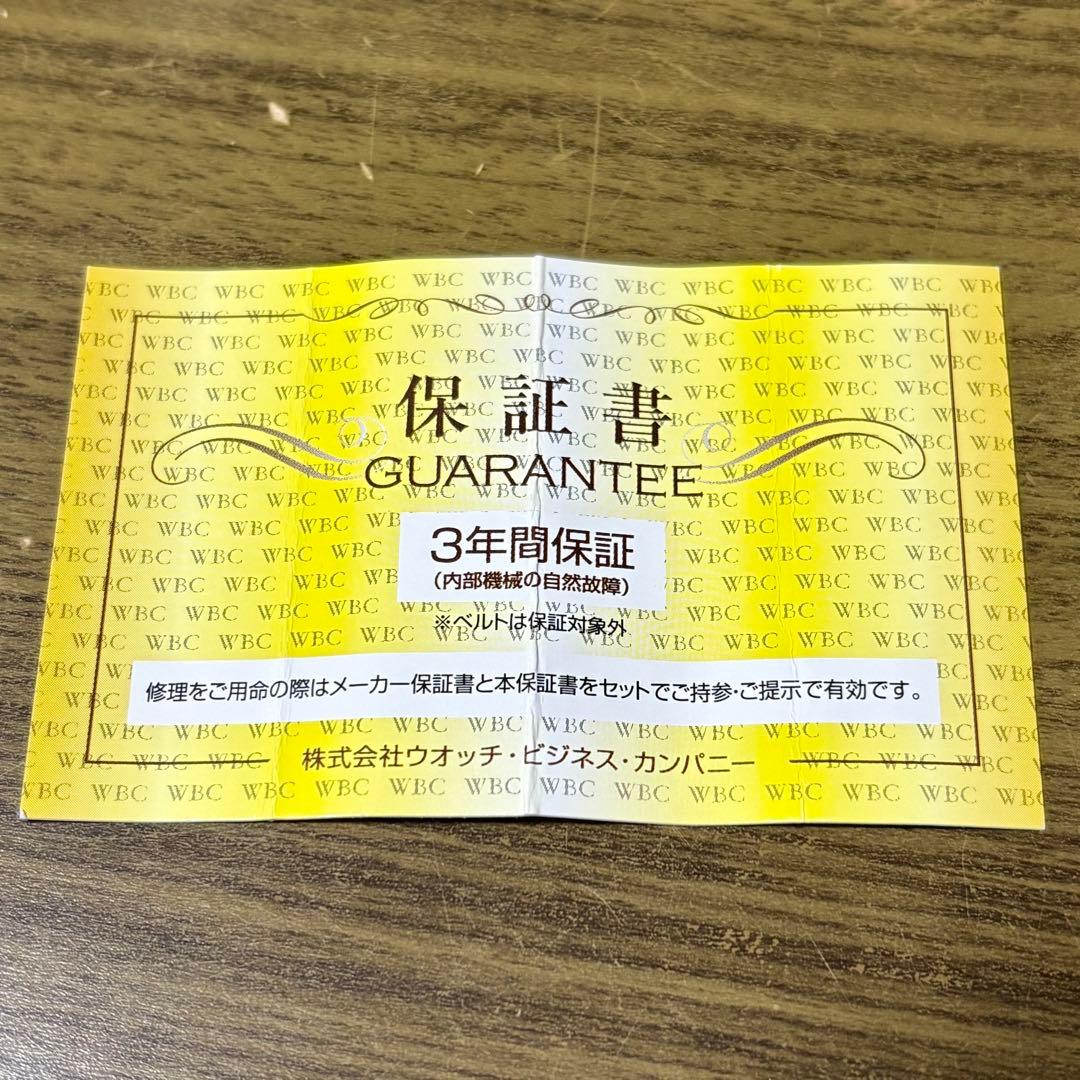 保証書
GUARANTEE
3年間保証
(内部機械の自然故障)
※ベルトは保証対象外
修理をご用命の際はメーカー保証書と本保証書をセットでご持参・ご提示で有効です。
株式会社ウオッチ・ビジネス・カンパニー
WBC